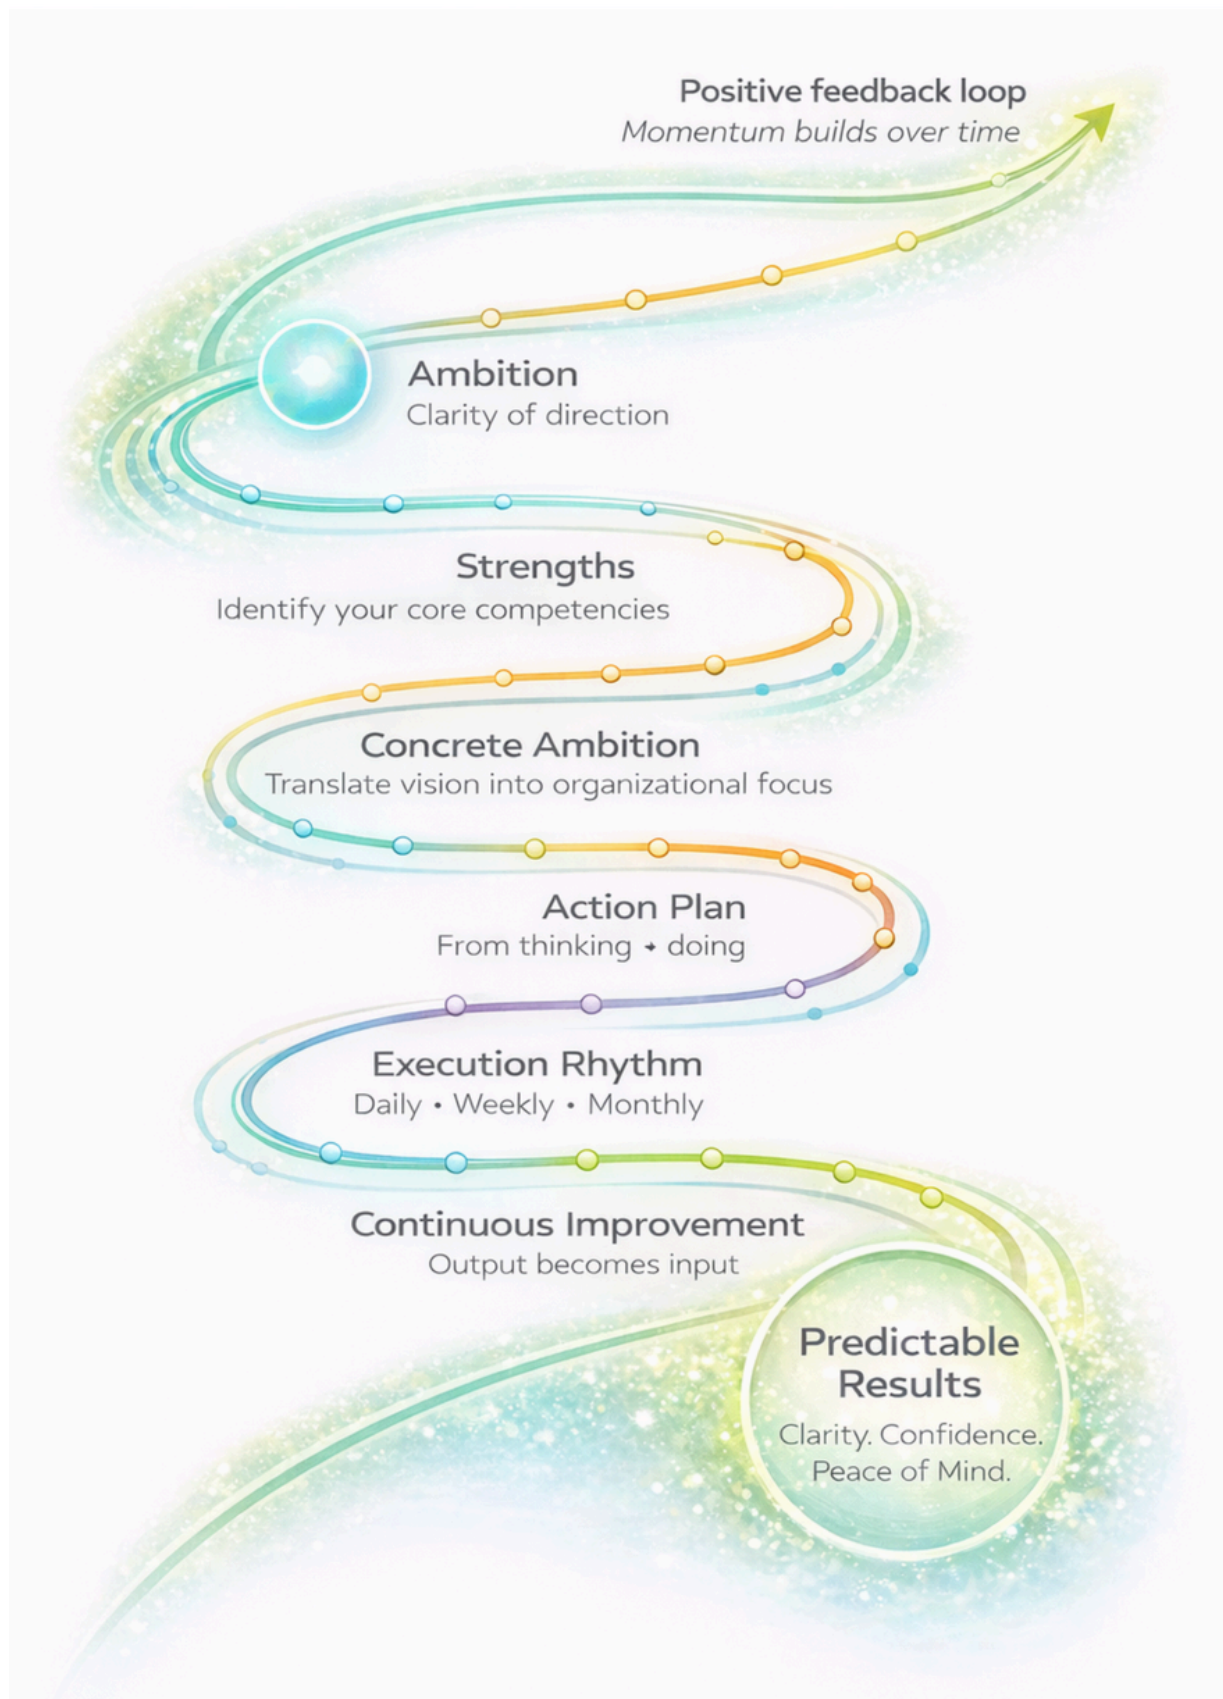 Positive feedback loop
Momentum builds over time
Ambition
Clarity of direction
Strengths
Identify your core competencies
Concrete Ambition
Translate vision into organizational focus
Action Plan
From thinking → doing
Execution Rhythm
Daily • Weekly • Monthly
Continuous Improvement
Output becomes input
Predictable
Results
Clarity. Confidence.
Peace of Mind.